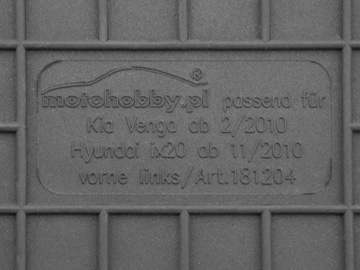 motohobby.pl® passend für
Kia Venga ab 2/2010
Hyundai ix20 ab 11/2010
vorne links/Art.181204